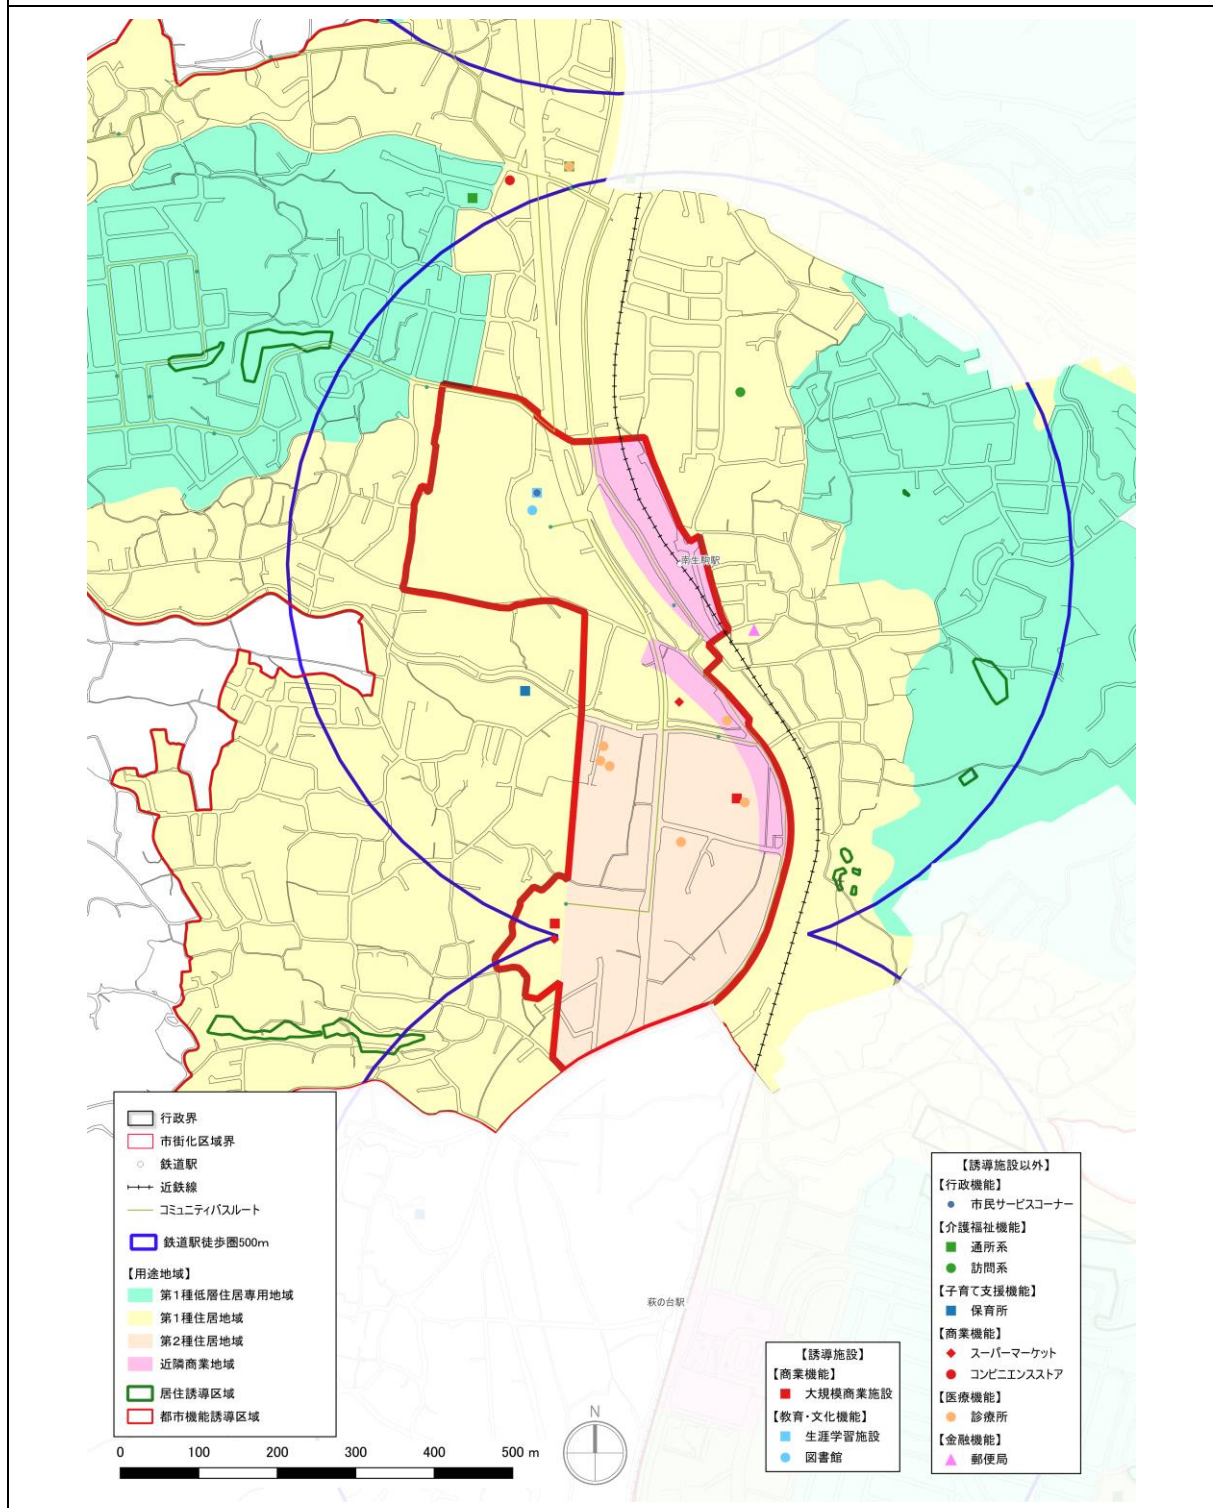 南生駒駅
萩の台駅
行政界
市街化区域界
鉄道駅
近鉄線
コミュニティバスルート
鉄道駅徒歩圏500m
【用途地域】
第1種低層住居専用地域
第1種住居地域
第2種住居地域
近隣商業地域
居住誘導区域
都市機能誘導区域
0 100 200 300 400 500 m
N
【誘導施設】
【商業機能】
大規模商業施設
【教育・文化機能】
生涯学習施設
図書館
【誘導施設以外】
【行政機能】
市民サービスコーナー
【介護福祉機能】
通所系
訪問系
【子育て支援機能】
保育所
【商業機能】
スーパーマーケット
コンビニエンスストア
【医療機能】
診療所
【金融機能】
郵便局